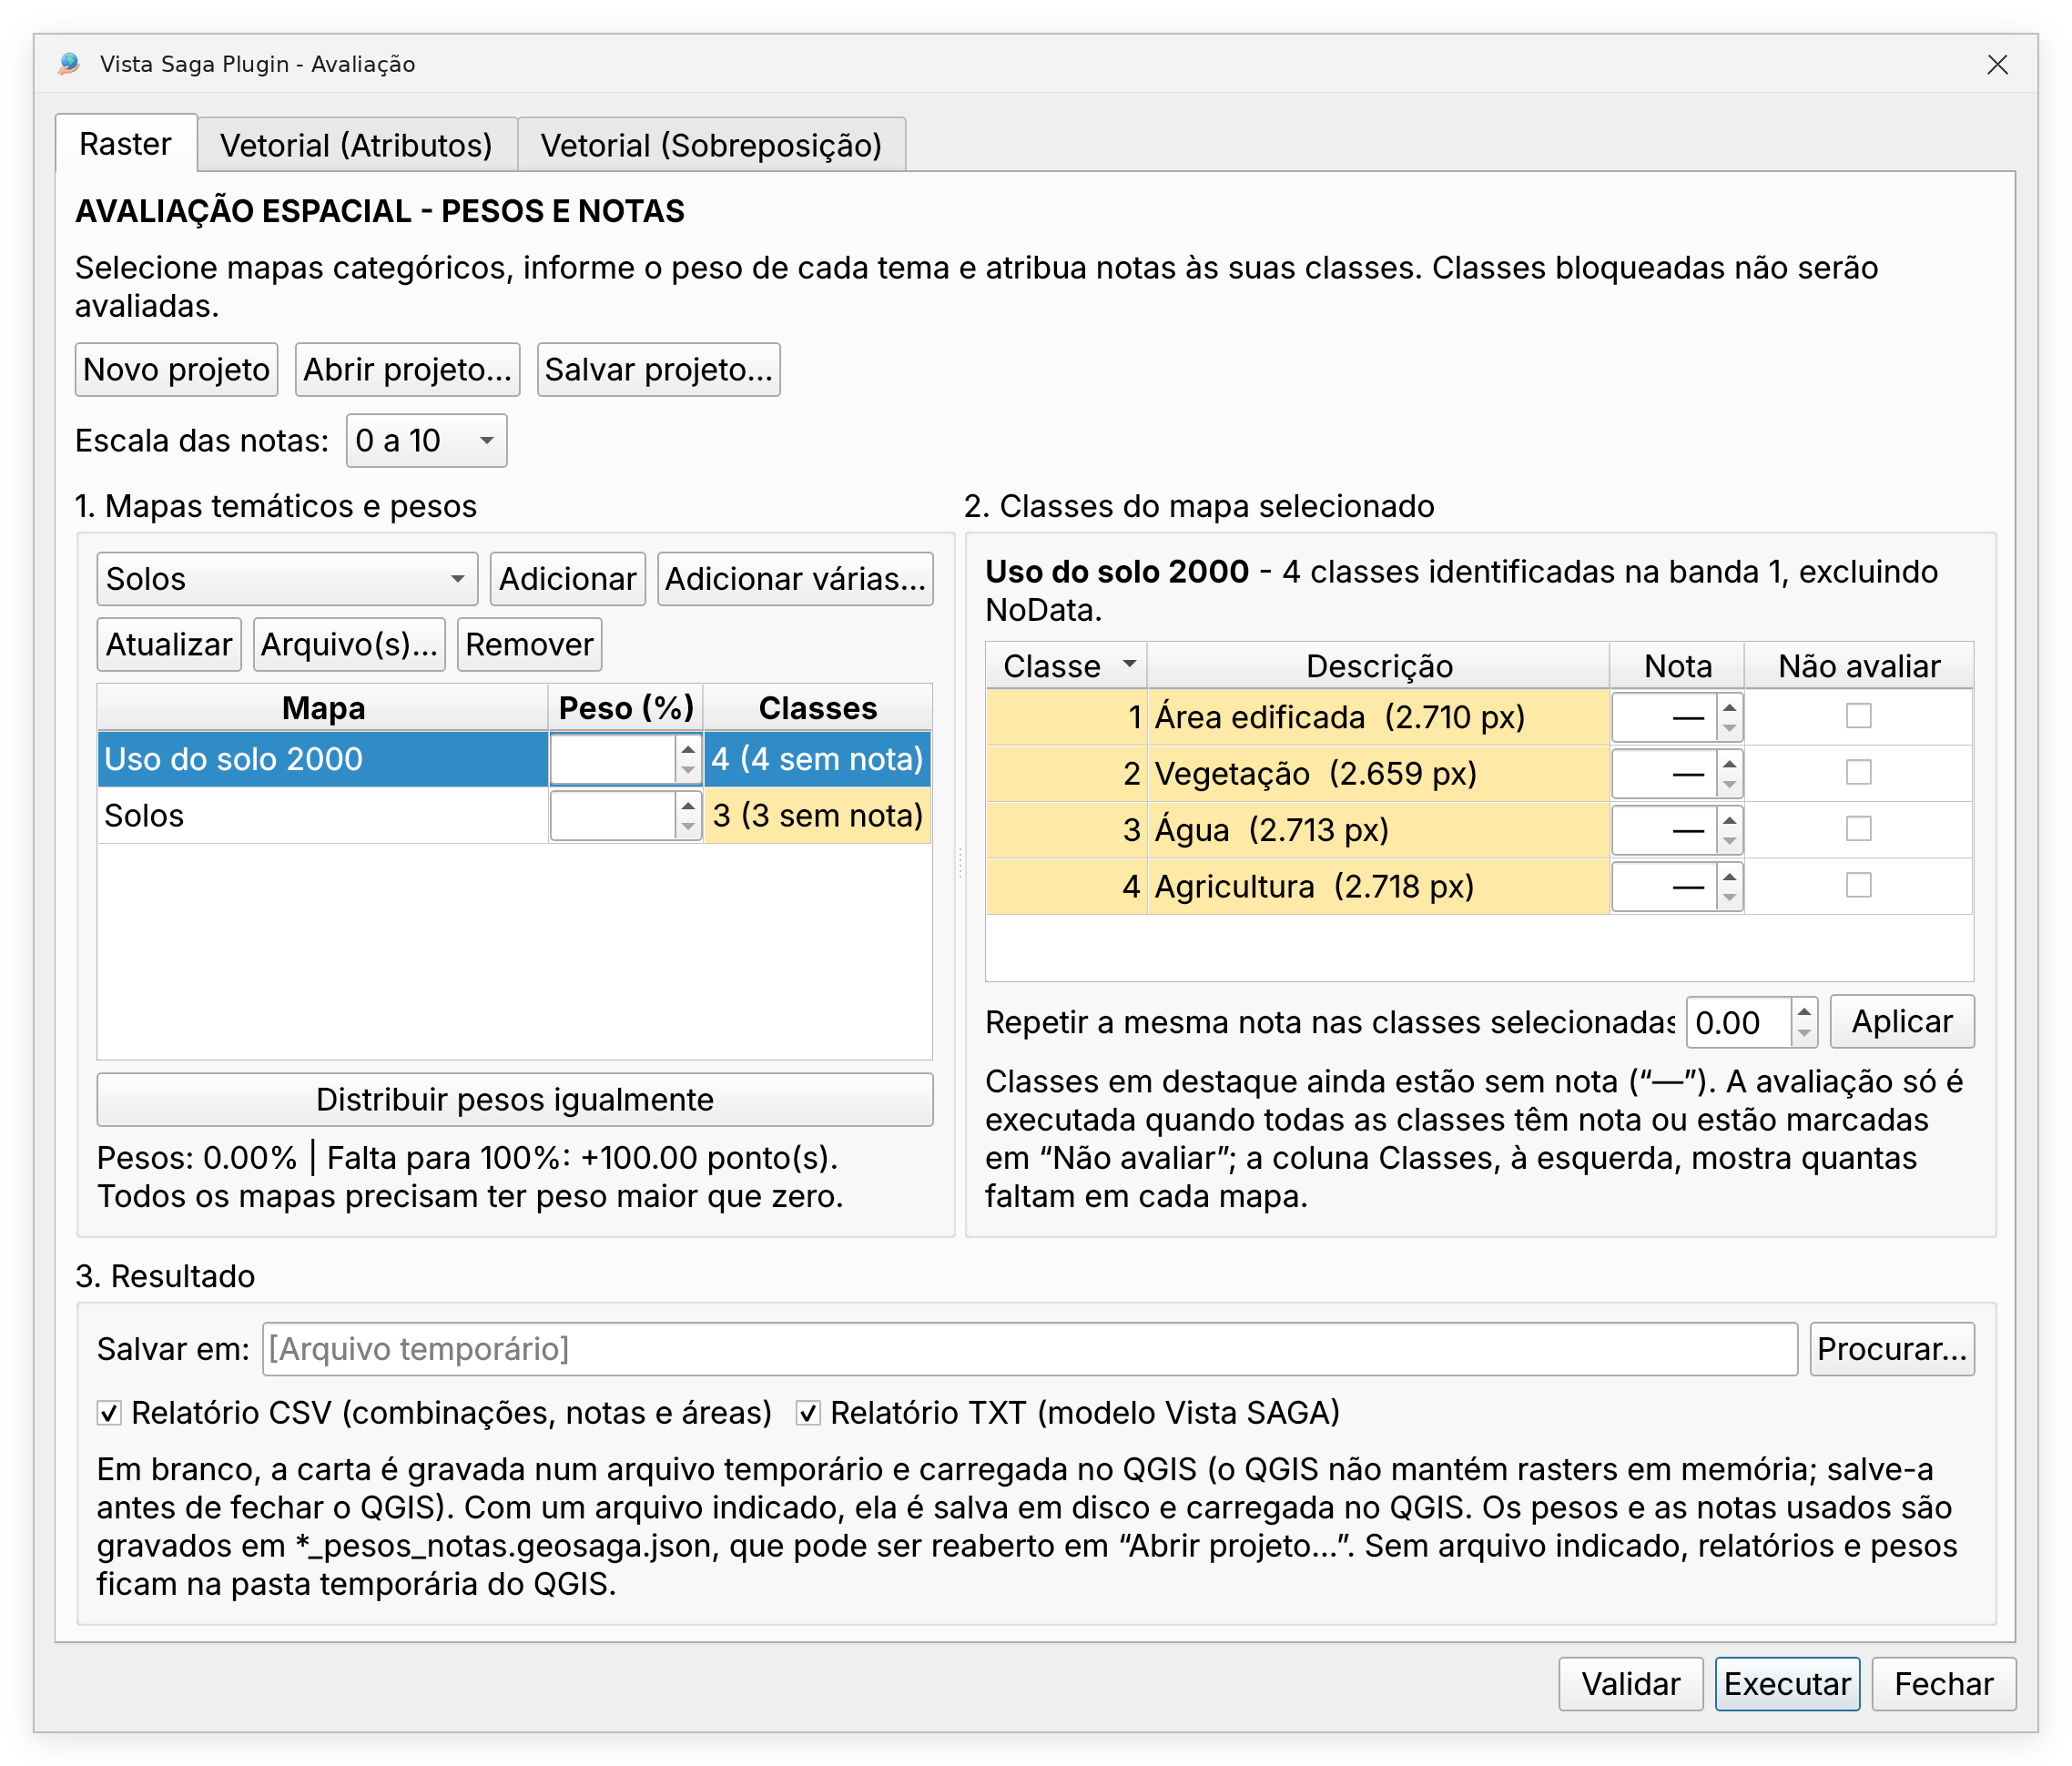 Vista Saga Plugin - Avaliação
Raster
Vetorial (Atributos)
Vetorial (Sobreposição)
AVALIAÇÃO ESPACIAL - PESOS E NOTAS
Selecione mapas categóricos, informe o peso de cada tema e atribua notas às suas classes. Classes bloqueadas não serão
avaliadas.
Novo projeto
Abrir projeto...
Salvar projeto...
Escala das notas: 0 a 10
1. Mapas temáticos e pesos
Solos
Adicionar
Adicionar várias...
Atualizar
Arquivo(s)...
Remover
Mapa Peso (%) Classes
Uso do solo 2000 4 (4 sem nota)
Solos 3 (3 sem nota)
Distribuir pesos igualmente
Pesos: 0.00% | Falta para 100%: +100.00 ponto(s).
Todos os mapas precisam ter peso maior que zero.
2. Classes do mapa selecionado
Uso do solo 2000 - 4 classes identificadas na banda 1, excluindo
NoData.
Classe Descrição Nota Não avaliar
1 Área edificada (2.710 px) —
2 Vegetação (2.659 px) —
3 Água (2.713 px) —
4 Agricultura (2.718 px) —
Repetir a mesma nota nas classes selecionadas 0.00 Aplicar
Classes em destaque ainda estão sem nota (“—”). A avaliação só é
executada quando todas as classes têm nota ou estão marcadas
em “Não avaliar”; a coluna Classes, à esquerda, mostra quantas
faltam em cada mapa.
3. Resultado
Salvar em: [Arquivo temporário] Procurar...
Relatório CSV (combinações, notas e áreas)
Relatório TXT (modelo Vista SAGA)
Em branco, a carta é gravada num arquivo temporário e carregada no QGIS (o QGIS não mantém rasters em memória; salve-a
antes de fechar o QGIS). Com um arquivo indicado, ela é salva em disco e carregada no QGIS. Os pesos e as notas usados são
gravados em *_pesos_notas.geosaga.json, que pode ser reaberto em “Abrir projeto...”. Sem arquivo indicado, relatórios e pesos
ficam na pasta temporária do QGIS.
Validar
Executar
Fechar